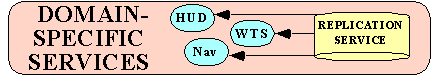 DOMAIN-
SPECIFIC
SERVICES
HUD
WTS
Nav
REPLICATION
SERVICE